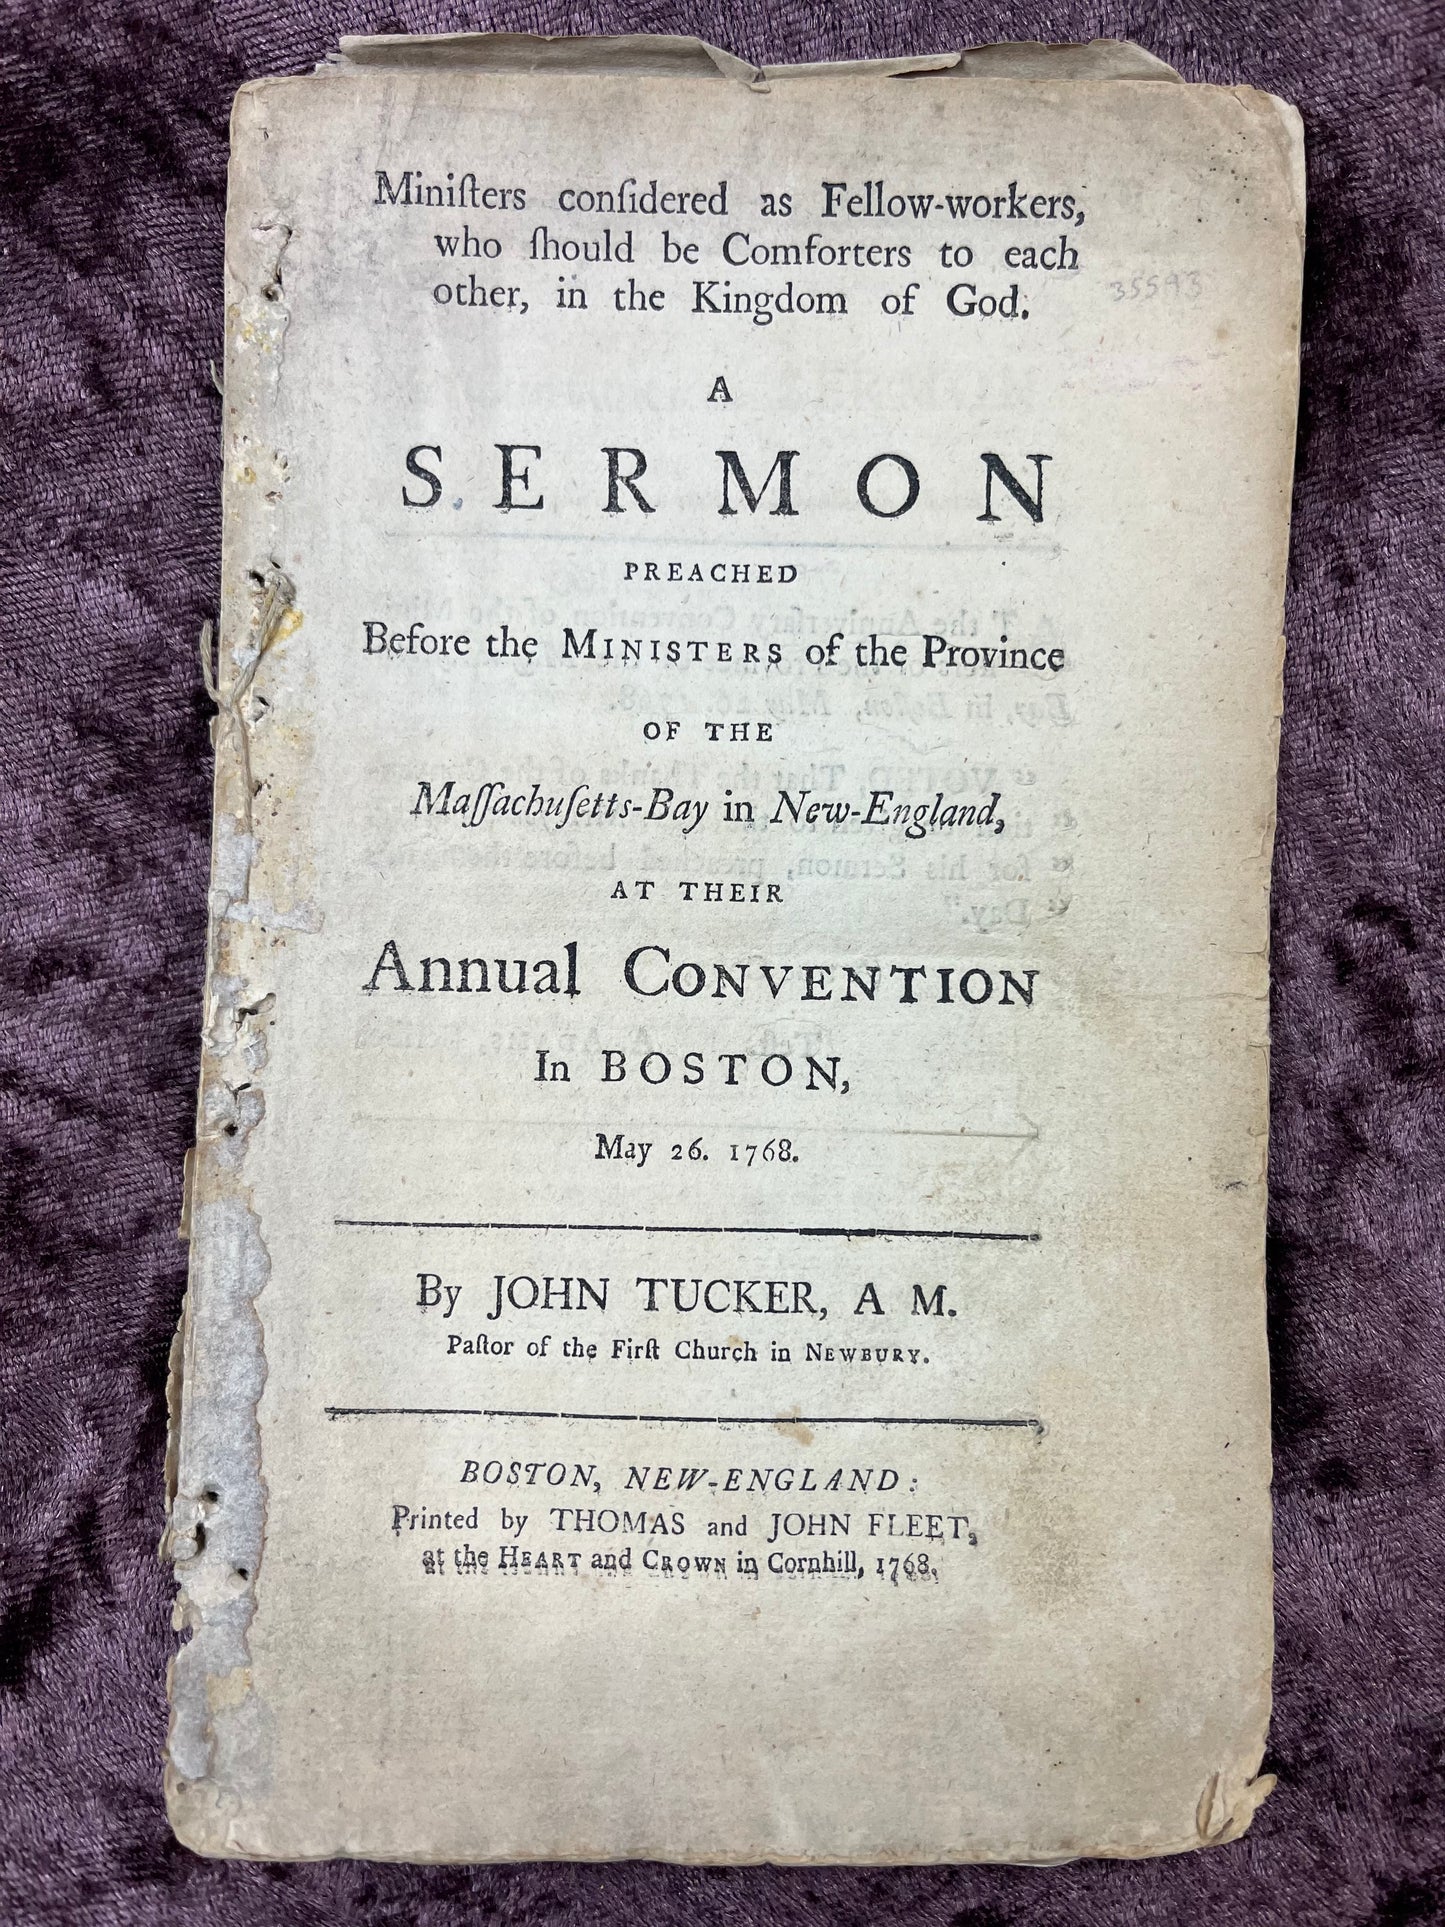 Miniſters conſidered as Fellow-workers,
who ſhould be Comforters to each
other, in the Kingdom of God.
35593
A
SERMON
PREACHED
Before the MINISTERS of the Province
OF THE
Maſſachuſetts-Bay in New-England,
AT THEIR
Annual CONVENTION
In BOSTON,
May 26. 1768.
By JOHN TUCKER, A M.
Paſtor of the Firſt Church in NEWBURY.
BOSTON, NEW-ENGLAND:
Printed by THOMAS and JOHN FLEET,
at the HEART and CROWN in Cornhill, 1768.